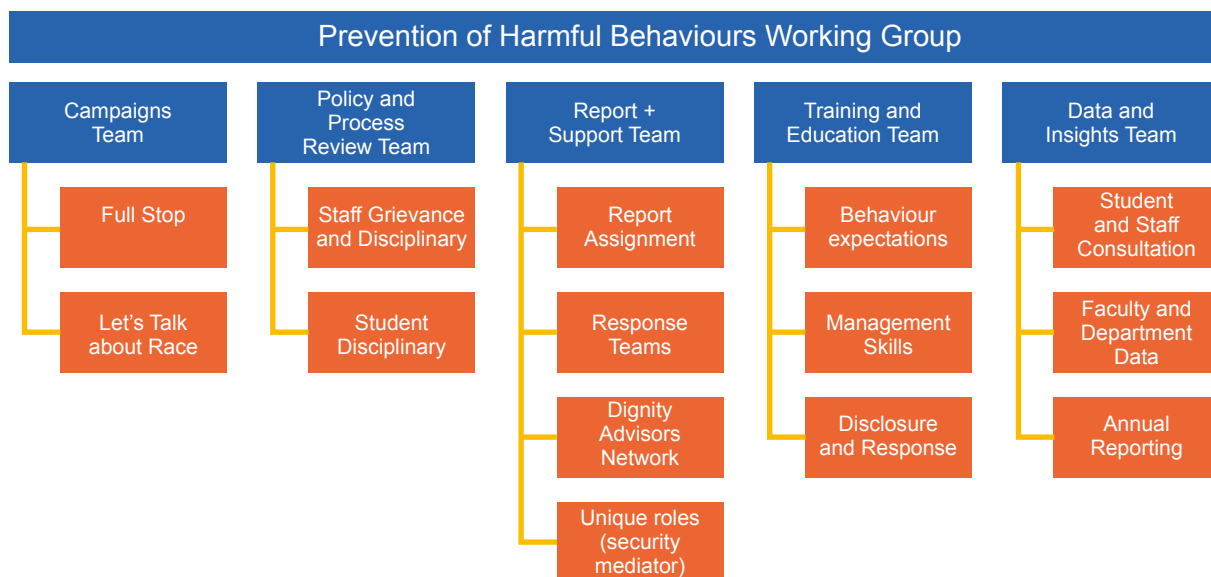 Prevention of Harmful Behaviours Working Group
Campaigns
Team
Full Stop
Let's Talk
about Race
Policy and
Process
Review Team
Staff Grievance
and Disciplinary
Student
Disciplinary
Report +
Support Team
Report
Assignment
Response
Teams
Dignity
Advisors
Network
Unique roles
(security
mediator)
Training and
Education Team
Behaviour
expectations
Management
Skills
Disclosure
and Response
Data and
Insights Team
Student
and Staff
Consultation
Faculty and
Department
Data
Annual
Reporting